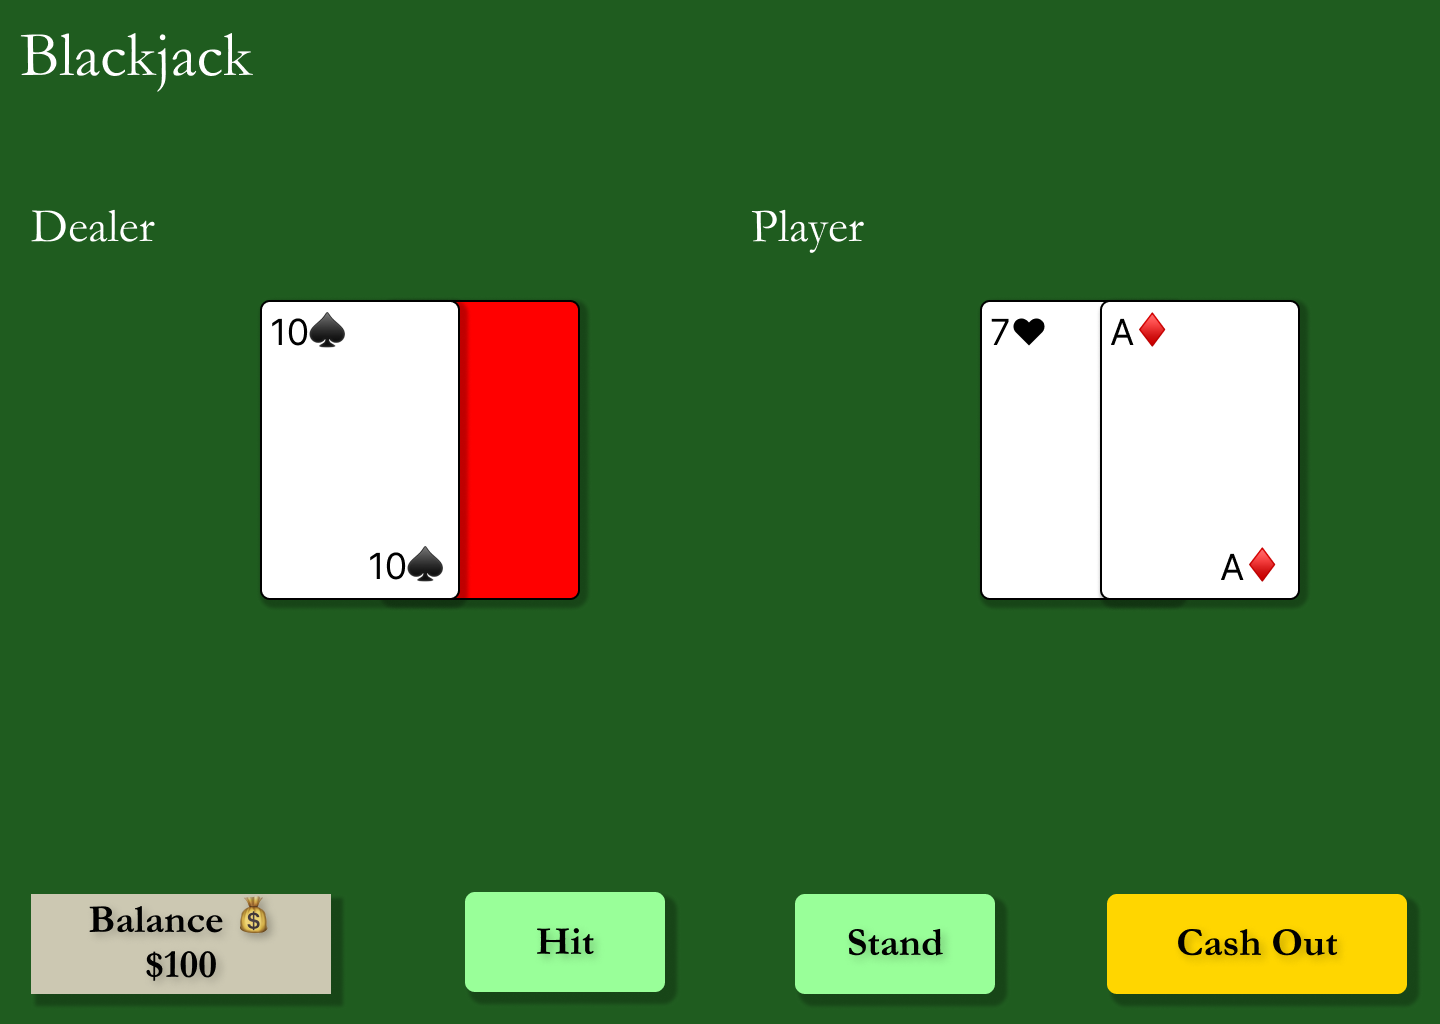 Blackjack
Dealer
Player
10♠
10♠
7♥
A♦
A♦
Balance 💰
$100
Hit
Stand
Cash Out